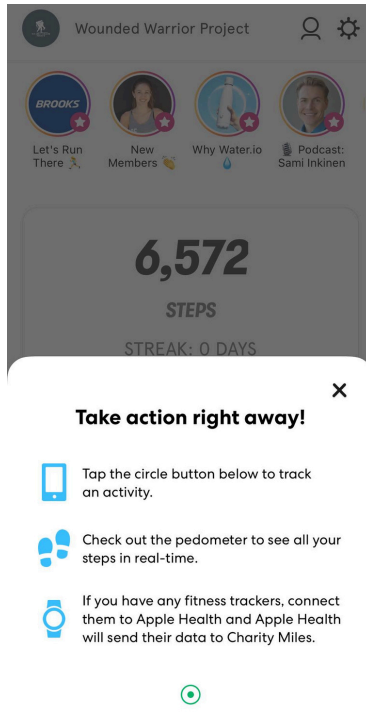 Wounded Warrior Project
BROOKS
Let's Run
There 🏃
New
Members 👏
Why Water.io
💧
🎙️ Podcast:
Sami Inkinen
6,572
STEPS
STREAK: 0 DAYS
Take action right away!
Tap the circle button below to track
an activity.
Check out the pedometer to see all your
steps in real-time.
If you have any fitness trackers, connect
them to Apple Health and Apple Health
will send their data to Charity Miles.